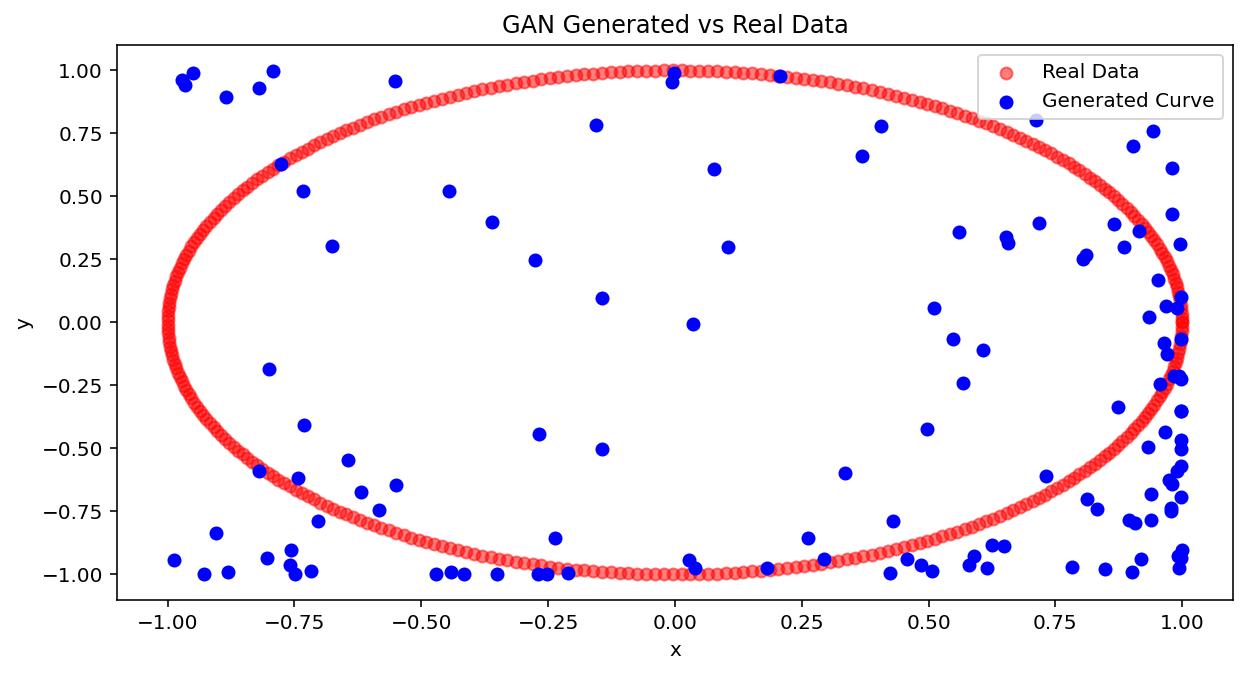 GAN Generated vs Real Data
Real Data
Generated Curve
1.00
0.75
0.50
0.25
0.00
−0.25
−0.50
−0.75
−1.00
y
−1.00 −0.75 −0.50 −0.25 0.00 0.25 0.50 0.75 1.00
x